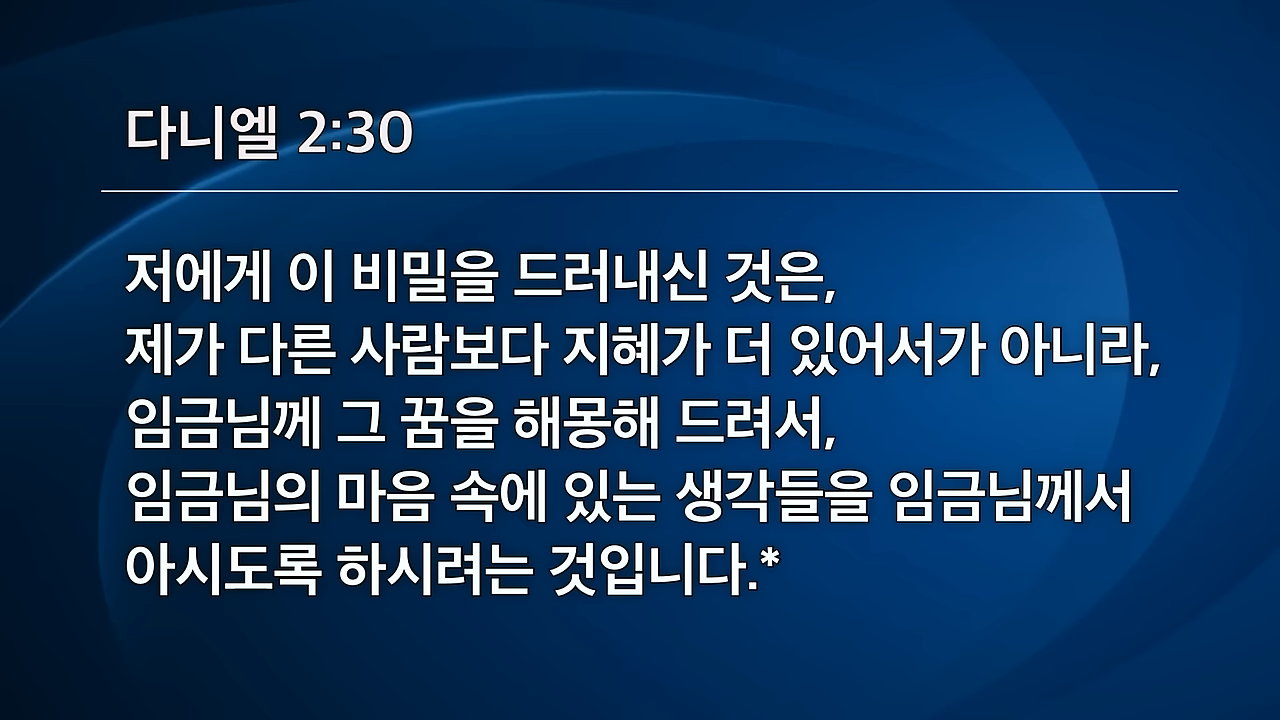 다니엘 2:30
저에게 이 비밀을 드러내신 것은,
제가 다른 사람보다 지혜가 더 있어서가 아니라,
임금님께 그 꿈을 해몽해 드려서,
임금님의 마음 속에 있는 생각들을 임금님께서
아시도록 하시려는 것입니다.*